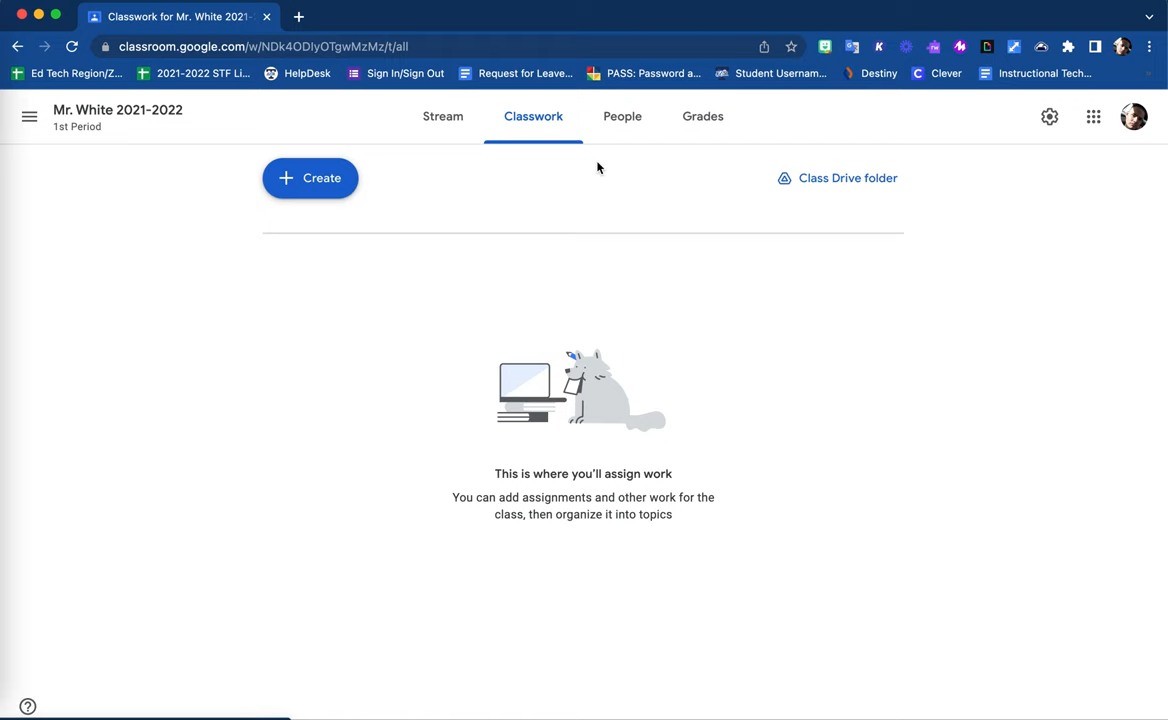 Classwork for Mr. White 2021-
classroom.google.com/w/NDk4ODIyOTgwMzMz/t/all
Ed Tech Region/Z...
2021-2022 STF Li...
HelpDesk
Sign In/Sign Out
Request for Leave...
PASS: Password a...
Student Usernam...
Destiny
Clever
Instructional Tech...
Mr. White 2021-2022
1st Period
Stream
Classwork
People
Grades
Create
Class Drive folder
This is where you'll assign work
You can add assignments and other work for the
class, then organize it into topics